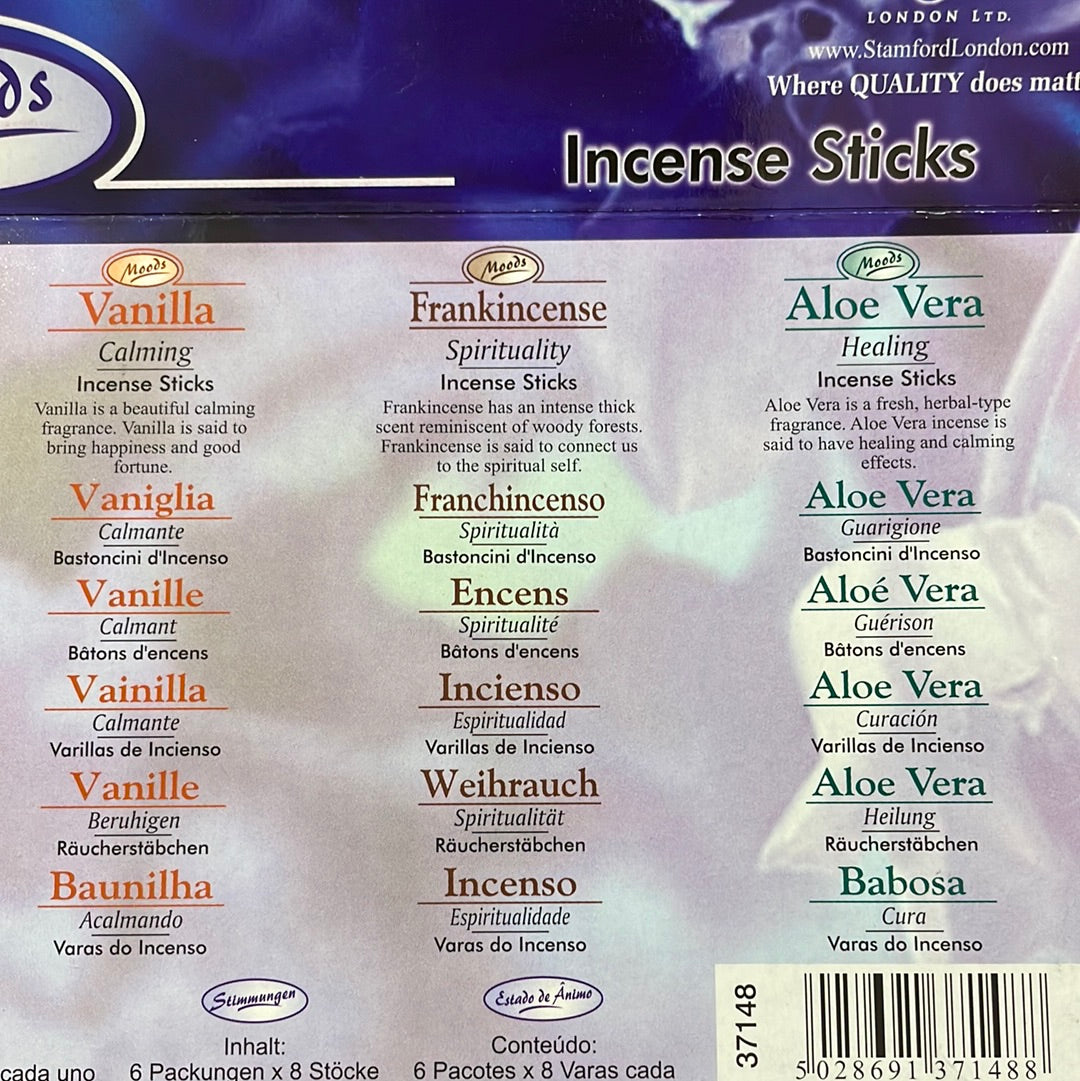 LONDON LTD.
www.StamfordLondon.com
Where QUALITY does matt
ds
Incense Sticks
Moods
Vanilla
Calming
Incense Sticks
Vanilla is a beautiful calming
fragrance. Vanilla is said to
bring happiness and good
fortune.
Vaniglia
Calmante
Bastoncini d'Incenso
Vanille
Calmant
Bâtons d'encens
Vainilla
Calmante
Varillas de Incienso
Vanille
Beruhigen
Räucherstäbchen
Baunilha
Acalmando
Varas do Incenso
Moods
Frankincense
Spirituality
Incense Sticks
Frankincense has an intense thick
scent reminiscent of woody forests.
Frankincense is said to connect us
to the spiritual self.
Franchincenso
Spiritualità
Bastoncini d'Incenso
Encens
Spiritualité
Bâtons d'encens
Incienso
Espiritualidad
Varillas de Incienso
Weihrauch
Spiritualität
Räucherstäbchen
Incenso
Espiritualidade
Varas do Incenso
Moods
Aloe Vera
Healing
Incense Sticks
Aloe Vera is a fresh, herbal-type
fragrance. Aloe Vera incense is
said to have healing and calming
effects.
Aloe Vera
Guarigione
Bastoncini d'Incenso
Aloé Vera
Guérison
Bâtons d'encens
Aloe Vera
Curación
Varillas de Incienso
Aloe Vera
Heilung
Räucherstäbchen
Babosa
Cura
Varas do Incenso
cada uno
Stimmungen
Inhalt:
6 Packungen x 8 Stöcke
Estado de Ânimo
Conteúdo:
6 Pacotes x 8 Varas cada
37148
5 028691 371488